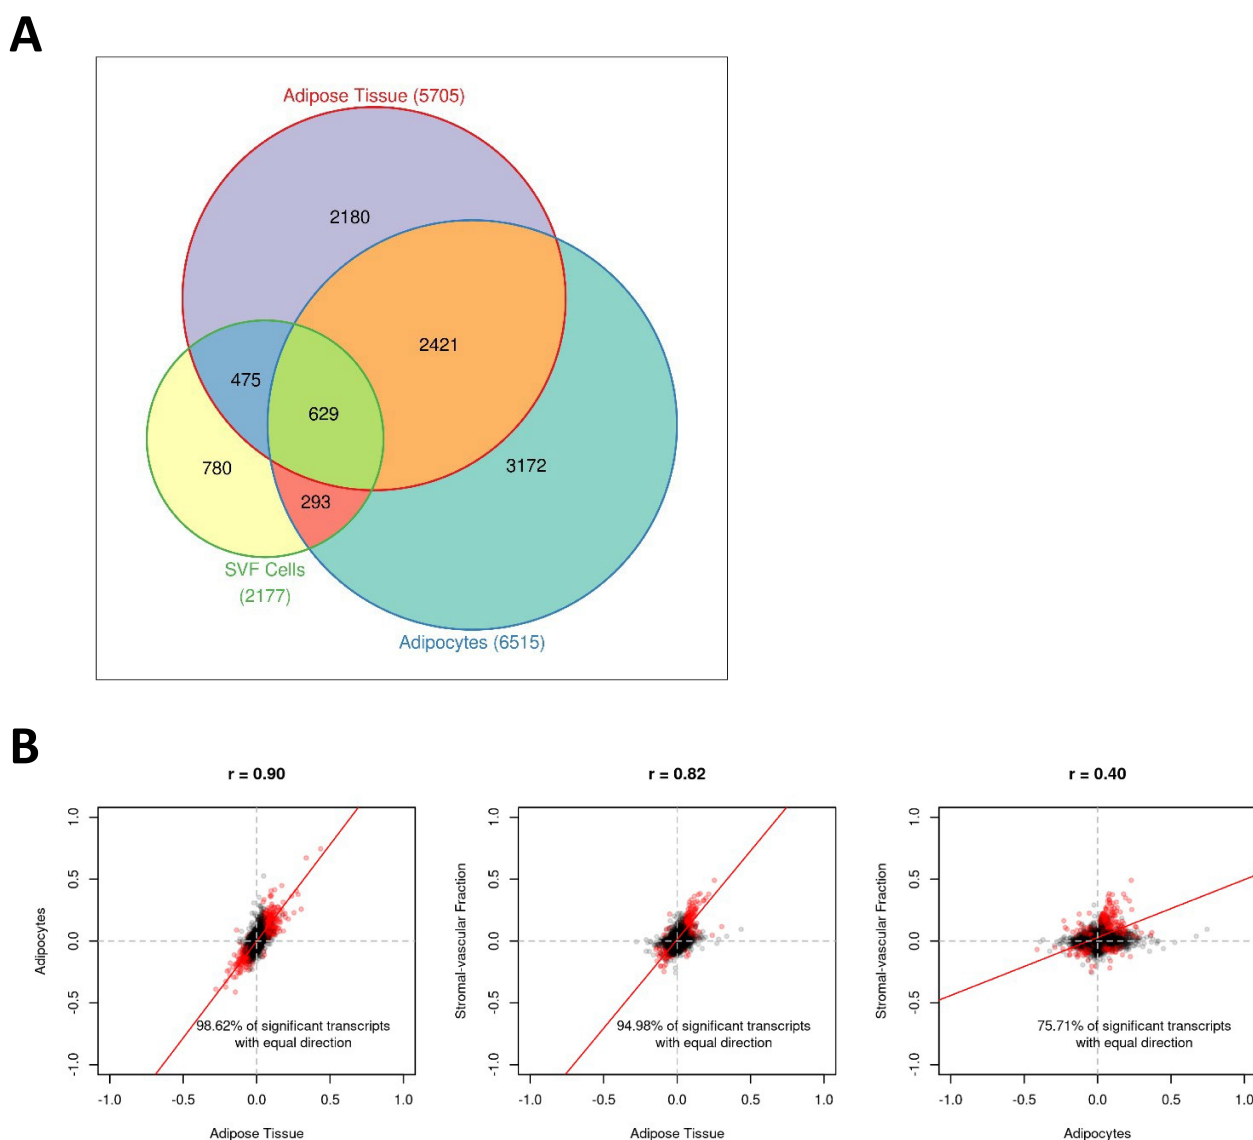 A
Adipose Tissue (5705)
2180
2421
475
629
780
3172
293
SVF Cells
(2177)
Adipocytes (6515)
B
r = 0.90
Adipocytes
1.0
0.5
0.0
-0.5
-1.0
98.62% of significant transcripts
with equal direction
-1.0 -0.5 0.0 0.5 1.0
Adipose Tissue
r = 0.82
Stromal-vascular Fraction
1.0
0.5
0.0
-0.5
-1.0
94.98% of significant transcripts
with equal direction
-1.0 -0.5 0.0 0.5 1.0
Adipose Tissue
r = 0.40
Stromal-vascular Fraction
1.0
0.5
0.0
-0.5
-1.0
75.71% of significant transcripts
with equal direction
-1.0 -0.5 0.0 0.5 1.0
Adipocytes